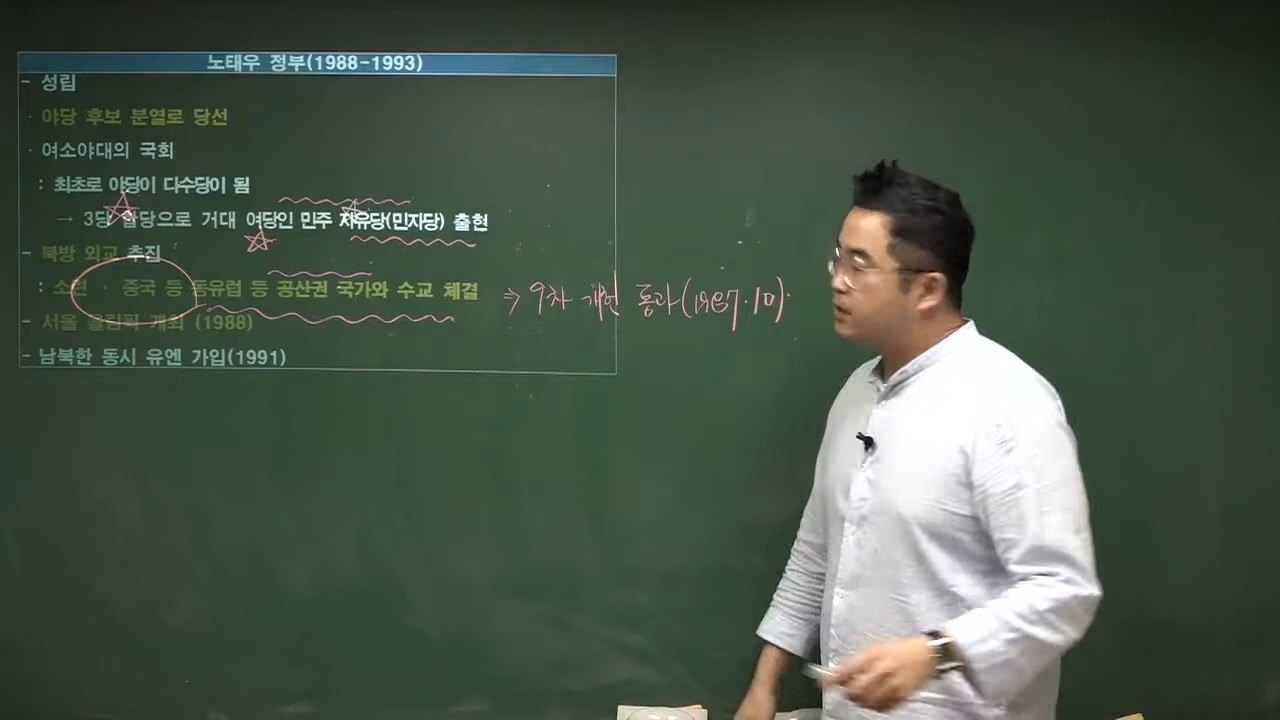 노태우 정부(1988-1993)
- 성립
· 야당 후보 분열로 당선
· 여소야대의 국회
: 최초로 야당이 다수당이 됨
→ 3당 합당으로 거대 여당인 민주 자유당(민자당) 출현
- 북방 외교 추진
: 소련 · 중국 등 동유럽 등 공산권 국가와 수교 체결
⇒ 9차 개헌 통과(1987.10).
- 서울 올림픽 개최 (1988)
- 남북한 동시 유엔 가입(1991)